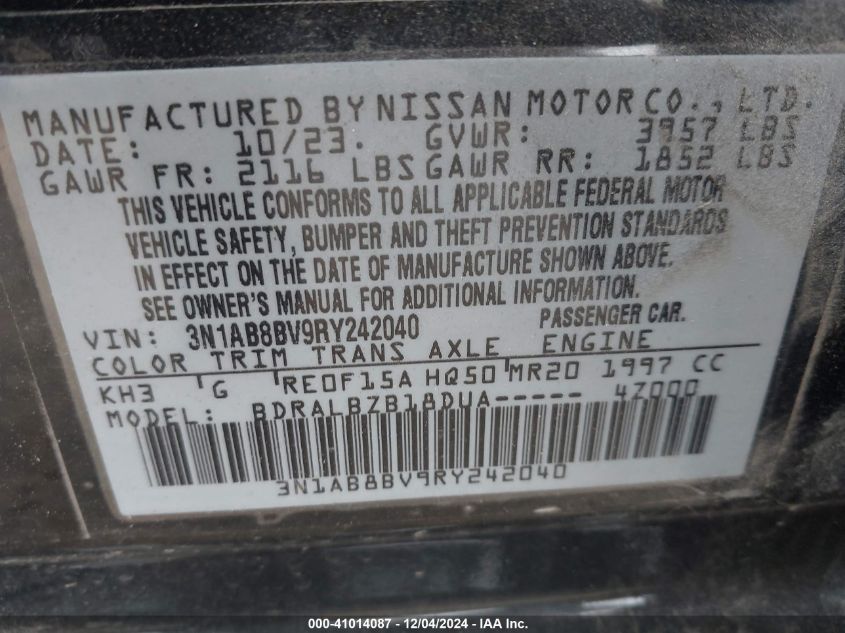 MANUFACTURED BY NISSAN MOTOR CO., LTD.
DATE: 10/23. GVWR: 3957 LBS
GAWR FR: 2116 LBS GAWR RR: 1852 LBS
THIS VEHICLE CONFORMS TO ALL APPLICABLE FEDERAL MOTOR
VEHICLE SAFETY, BUMPER AND THEFT PREVENTION STANDARDS
IN EFFECT ON THE DATE OF MANUFACTURE SHOWN ABOVE.
SEE OWNER'S MANUAL FOR ADDITIONAL INFORMATION.
VIN: 3N1AB8BV9RY242040 PASSENGER CAR.
COLOR TRIM TRANS AXLE ENGINE
KH3 G RE0F15A HQ50 MR20 1997 CC
MODEL: BDRALBZB18DUA----- 4Z000
3N1AB8BV9RY242040
000-41014087 - 12/04/2024 - IAA Inc.